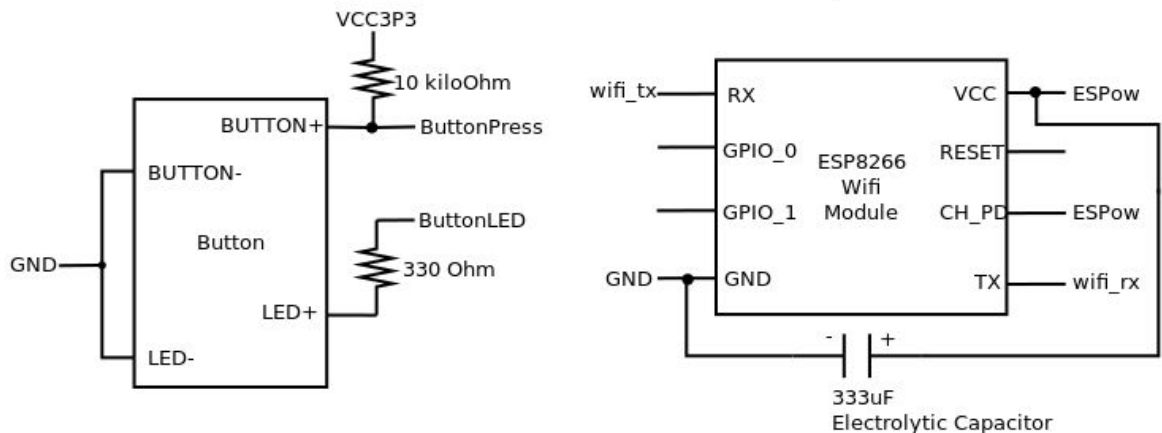 VCC3P3
10 kiloOhm
BUTTON+
ButtonPress
BUTTON-
Button
ButtonLED
GND
330 Ohm
LED+
LED-
wifi_tx
RX
VCC
ESPow
GPIO_0
RESET
ESP8266
Wifi
Module
GPIO_1
CH_PD
ESPow
GND
GND
TX
wifi_rx
-
+
333uF
Electrolytic Capacitor